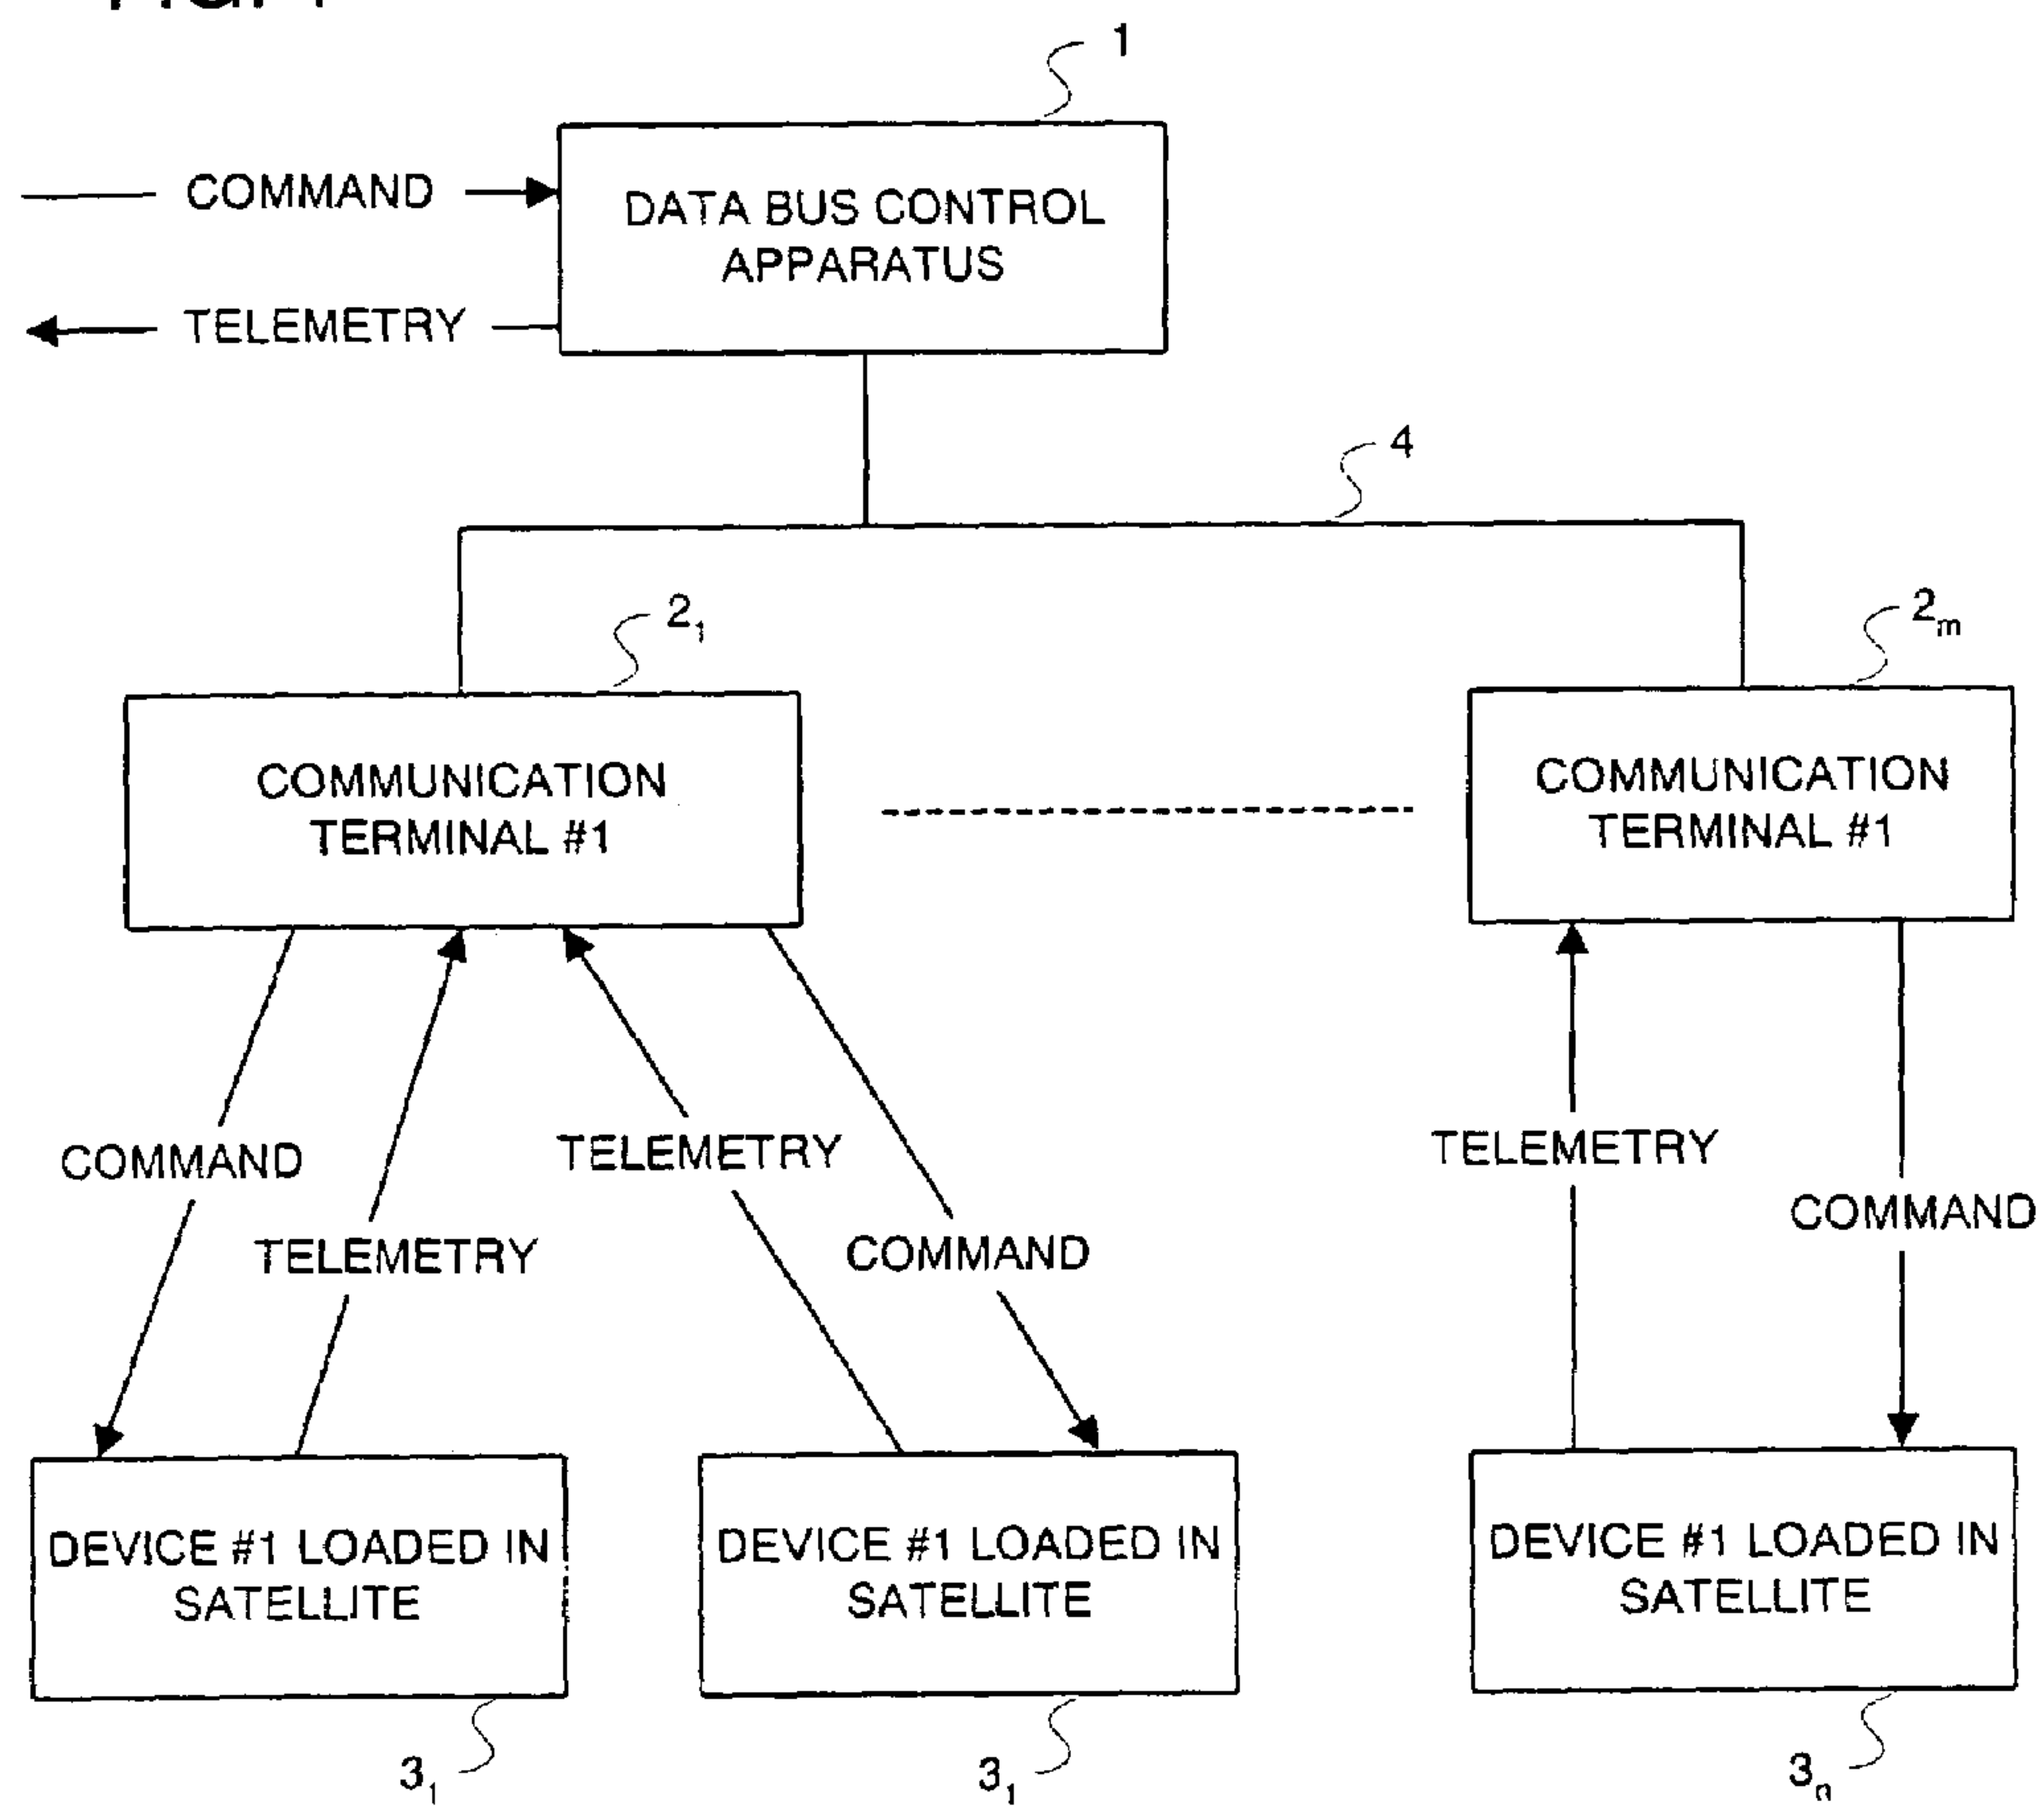 1
COMMAND
DATA BUS CONTROL
APPARATUS
TELEMETRY
4
2₁
2ₘ
COMMUNICATION
TERMINAL #1
COMMUNICATION
TERMINAL #1
COMMAND
TELEMETRY
TELEMETRY
COMMAND
TELEMETRY
COMMAND
DEVICE #1 LOADED IN
SATELLITE
DEVICE #1 LOADED IN
SATELLITE
DEVICE #1 LOADED IN
SATELLITE
3₁
3₁
3ₙ